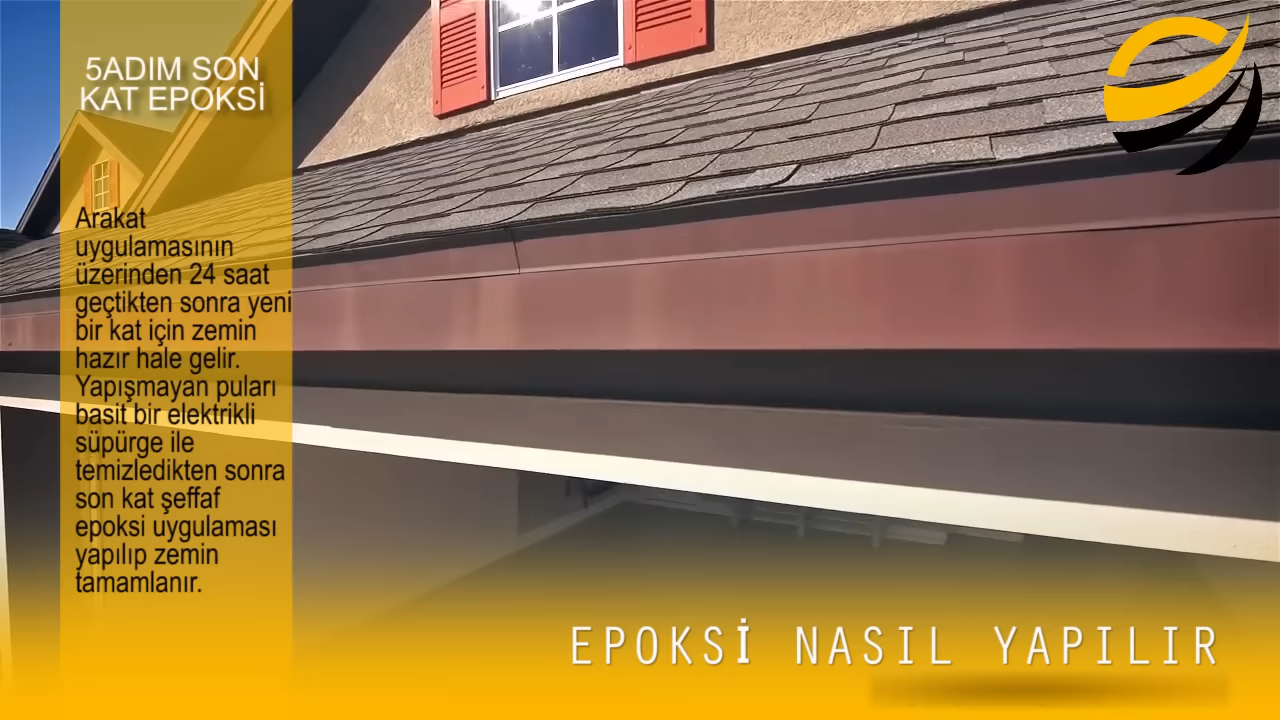 5ADIM SON
KAT EPOKSİ
Arakat
uygulamasının
üzerinden 24 saat
geçtikten sonra yeni
bir kat için zemin
hazır hale gelir.
Yapışmayan puları
basit bir elektrikli
süpürge ile
temizledikten sonra
son kat şeffaf
epoksi uygulaması
yapılıp zemin
tamamlanır.
EPOKSİ NASIL YAPILIR